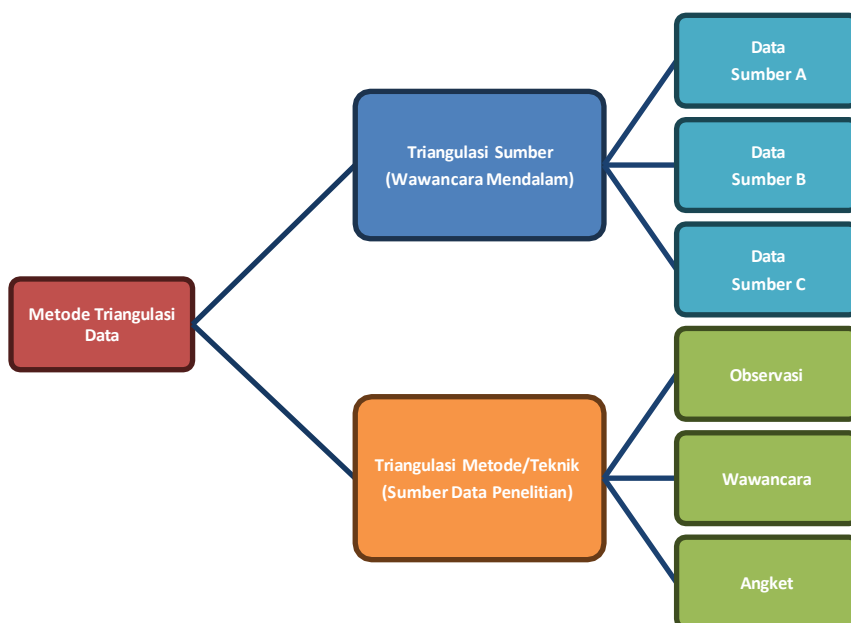 Metode Triangulasi
Data
Triangulasi Sumber
(Wawancara Mendalam)
Data
Sumber A
Data
Sumber B
Data
Sumber C
Triangulasi Metode/Teknik
(Sumber Data Penelitian)
Observasi
Wawancara
Angket